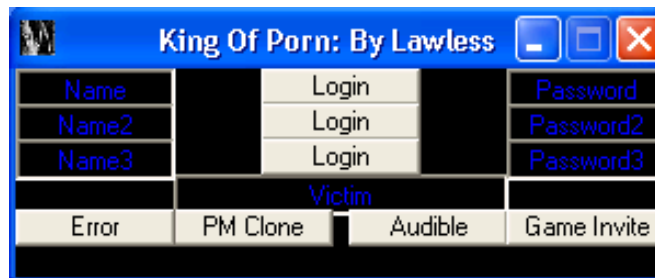 King Of Porn: By Lawless
Name Login Password
Name2 Login Password2
Name3 Login Password3
Victim
Error PM Clone Audible Game Invite